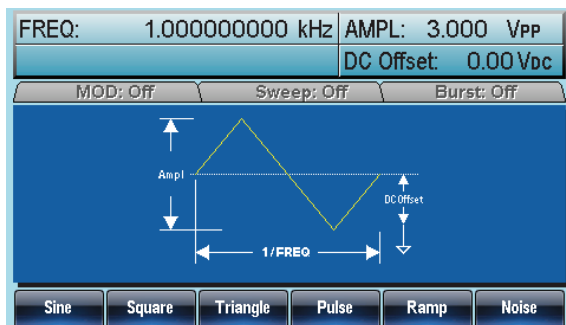 FREQ: 1.000000000 kHz AMPL: 3.000 VPP
DC Offset: 0.00 VDC
MOD: Off Sweep: Off Burst: Off
Ampl
DC Offset
1/FREQ
Sine Square Triangle Pulse Ramp Noise